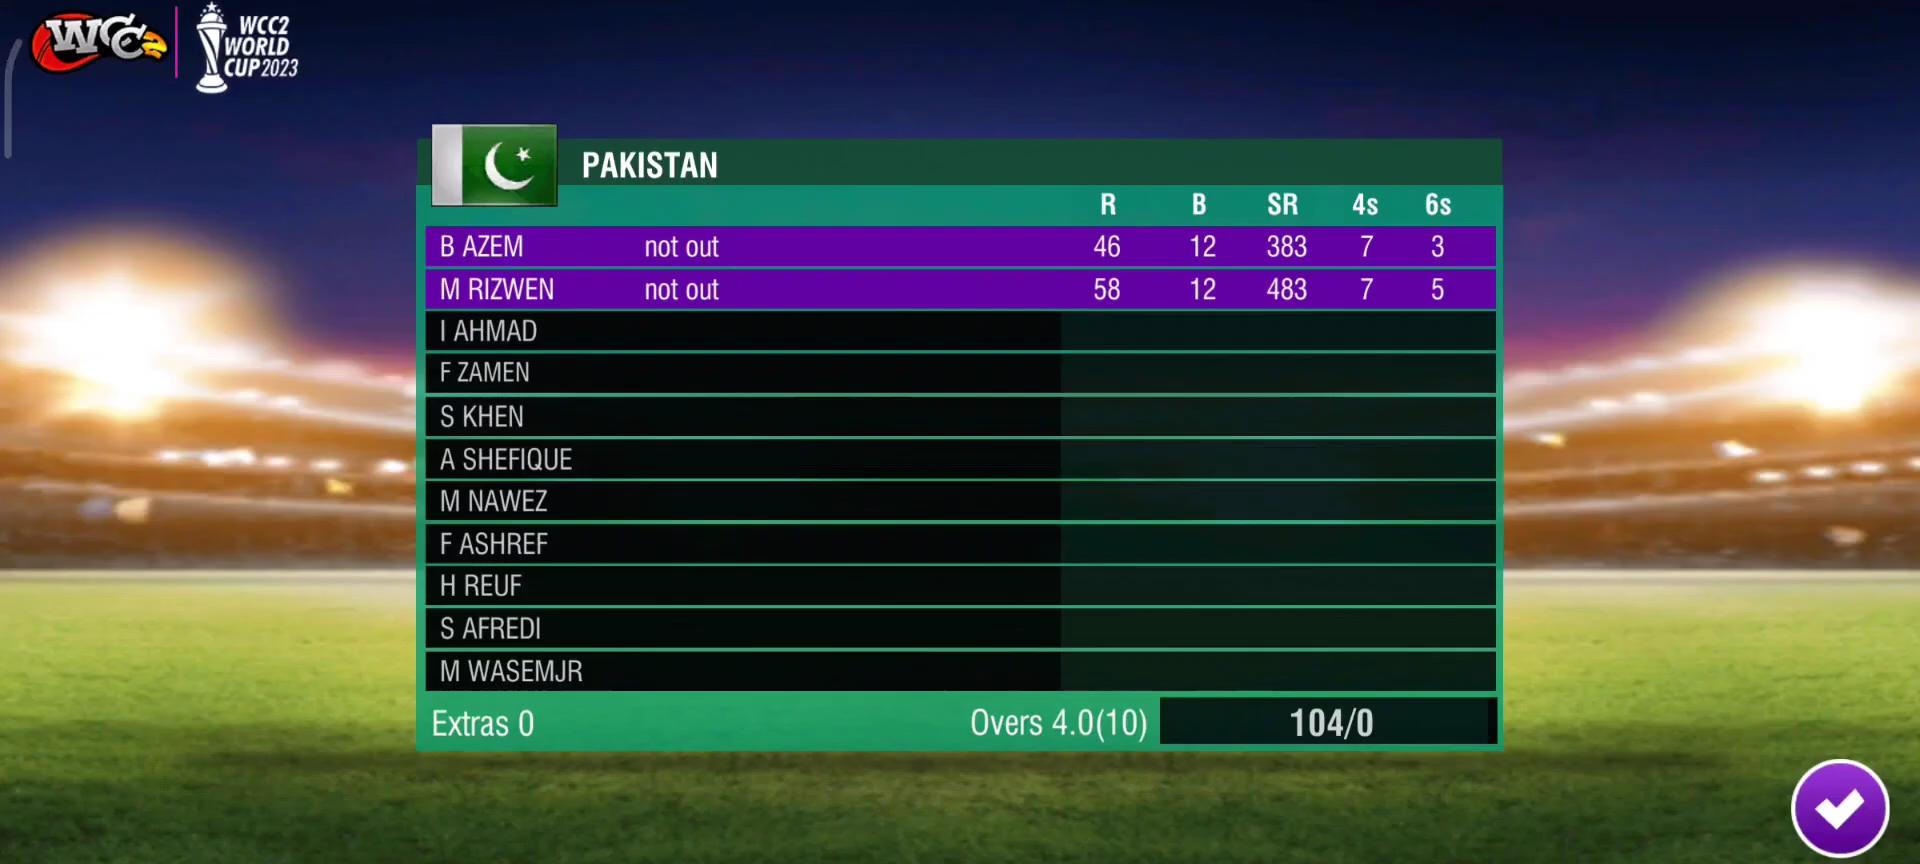 WCC2
WCC2
WORLD
CUP2023
PAKISTAN
R B SR 4s 6s
B AZEM not out 46 12 383 7 3
M RIZWEN not out 58 12 483 7 5
I AHMAD
F ZAMEN
S KHEN
A SHEFIQUE
M NAWEZ
F ASHREF
H REUF
S AFREDI
M WASEMJR
Extras 0 Overs 4.0(10) 104/0